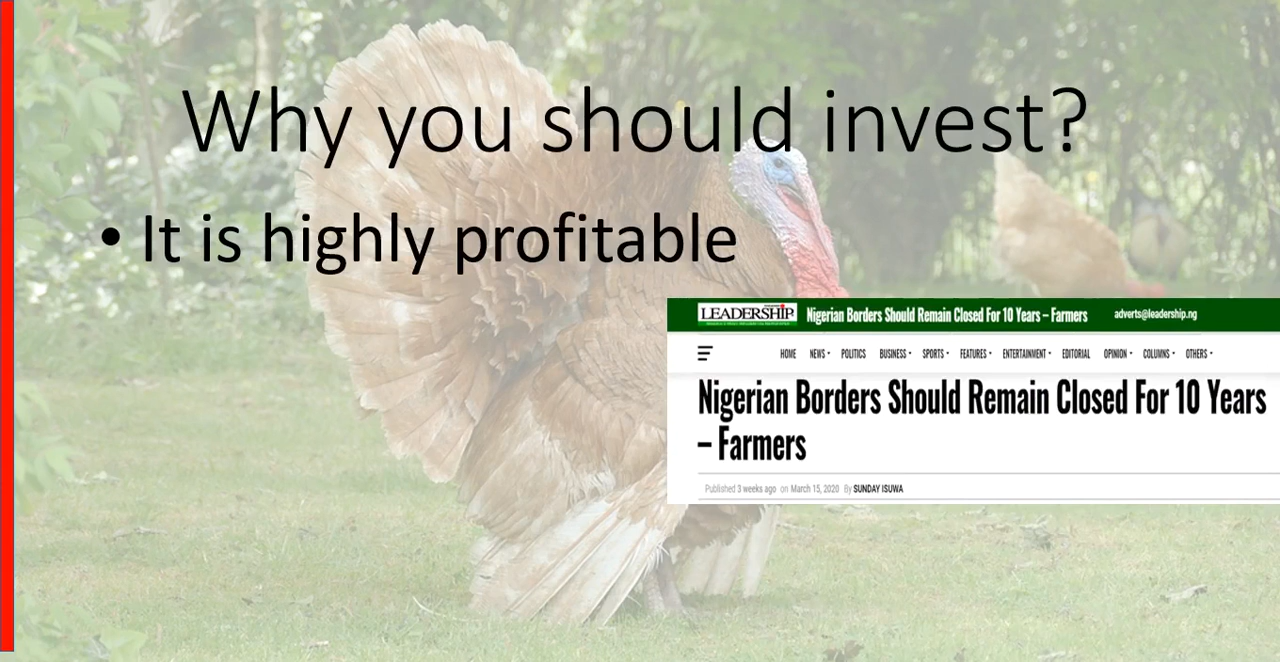 Why you should invest?
• It is highly profitable
LEADERSHIP Nigerian Borders Should Remain Closed For 10 Years – Farmers adverts@leadership.ng
HOME NEWS POLITICS BUSINESS SPORTS FEATURES ENTERTAINMENT EDITORIAL OPINION COLUMNS OTHERS
Nigerian Borders Should Remain Closed For 10 Years
– Farmers
Published 3 weeks ago on March 15, 2020 By SUNDAY ISUWA